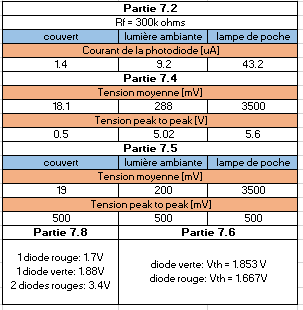 Partie 7.2
Rf = 300k ohms
couvert lumière ambiante lampe de poche
Courant de la photodiode [uA]
1.4 9.2 43.2
Partie 7.4
Tension moyenne [mV]
18.1 288 3500
Tension peak to peak [V]
0.5 5.02 5.6
Partie 7.5
couvert lumière ambiante lampe de poche
Tension moyenne [mV]
19 200 3500
Tension peak to peak [mV]
500 500 500
Partie 7.8 Partie 7.6
1 diode rouge: 1.7V
1 diode verte: 1.88V
2 diodes rouges: 3.4V
diode verte: Vth = 1.853 V
diode rouge: Vth = 1.667V